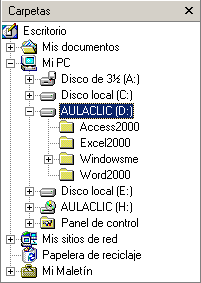 Carpetas
Escritorio
Mis documentos
Mi PC
Disco de 3½ (A:)
Disco local (C:)
AULACLIC (D:)
Access2000
Excel2000
Windowsme
Word2000
Disco local (E:)
AULACLIC (H:)
Panel de control
Mis sitios de red
Papelera de reciclaje
Mi Maletín